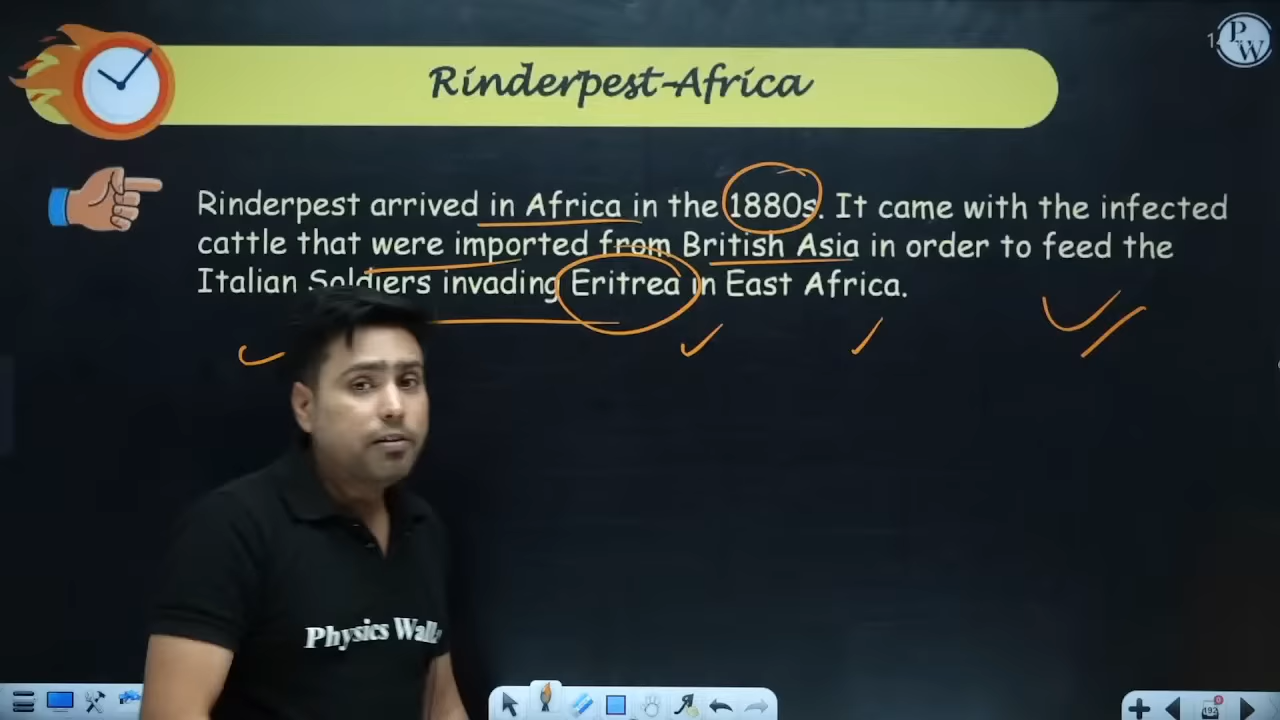 Rinderpest-Africa
PW
Rinderpest arrived in Africa in the 1880s. It came with the infected
cattle that were imported from British Asia in order to feed the
Italian Soldiers invading Eritrea in East Africa.
Physics